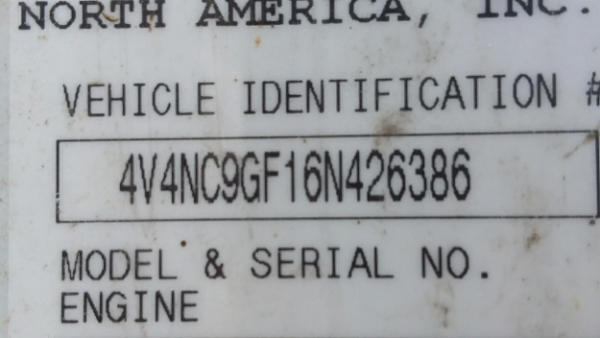 NORTH AMERICA, INC.
VEHICLE IDENTIFICATION #
4V4NC9GF16N426386
MODEL & SERIAL NO.
ENGINE